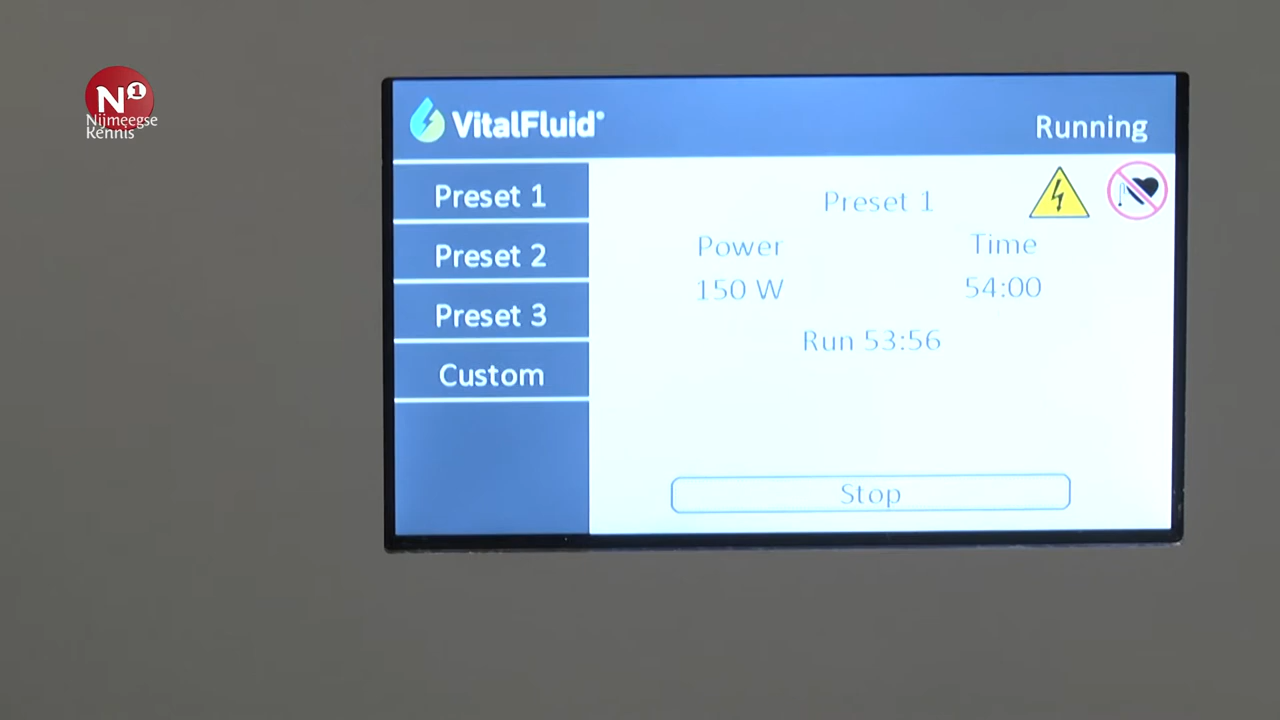 N1
Nijmeegse
Kennis
VitalFluid®
Running
Preset 1
Preset 2
Preset 3
Custom
Preset 1
Power
Time
150 W
54:00
Run 53:56
Stop